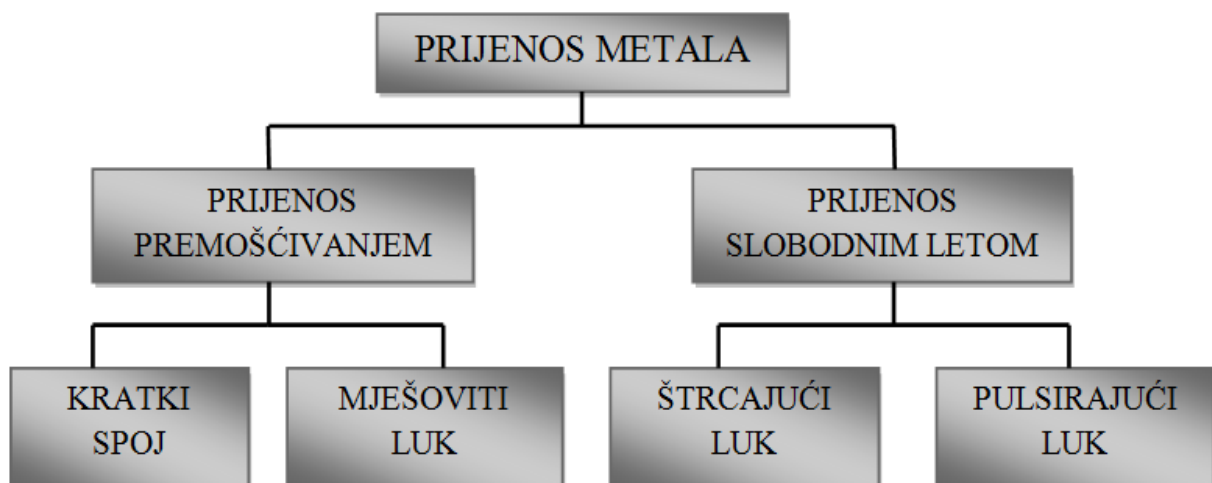 PRIJENOS METALA
PRIJENOS
PREMOŠĆIVANJEM
PRIJENOS
SLOBODNIM LETOM
KRATKI
SPOJ
MJEŠOVITI
LUK
ŠTRCAJUĆI
LUK
PULSIRAJUĆI
LUK